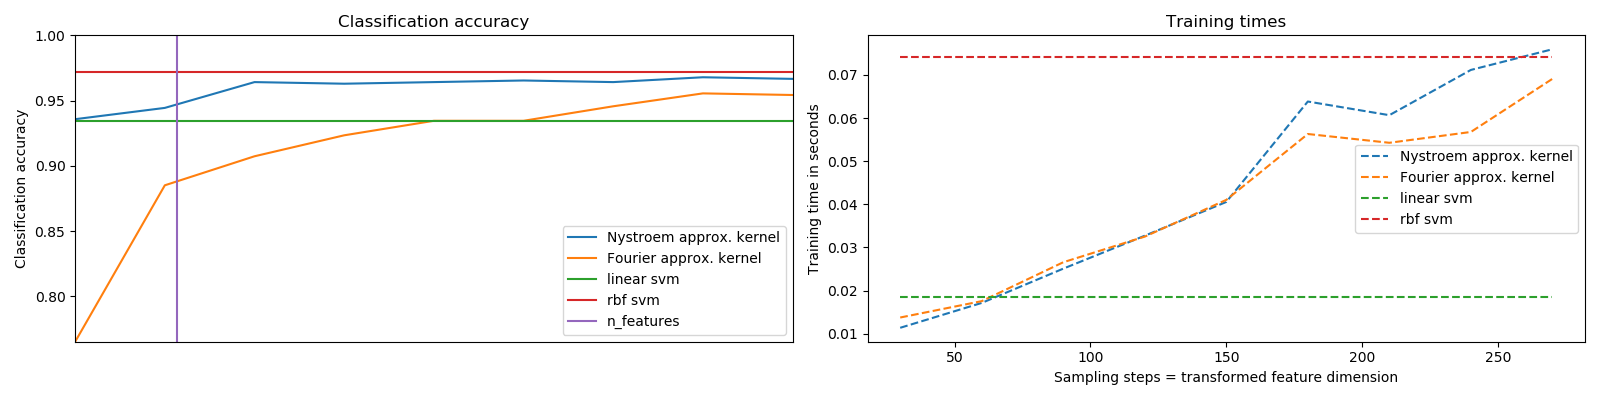 Classification accuracy
1.00
0.95
0.90
0.85
0.80
Classification accuracy
Nystroem approx. kernel
Fourier approx. kernel
linear svm
rbf svm
n_features
Training times
0.07
0.06
0.05
0.04
0.03
0.02
0.01
Training time in seconds
Nystroem approx. kernel
Fourier approx. kernel
linear svm
rbf svm
50 100 150 200 250
Sampling steps = transformed feature dimension